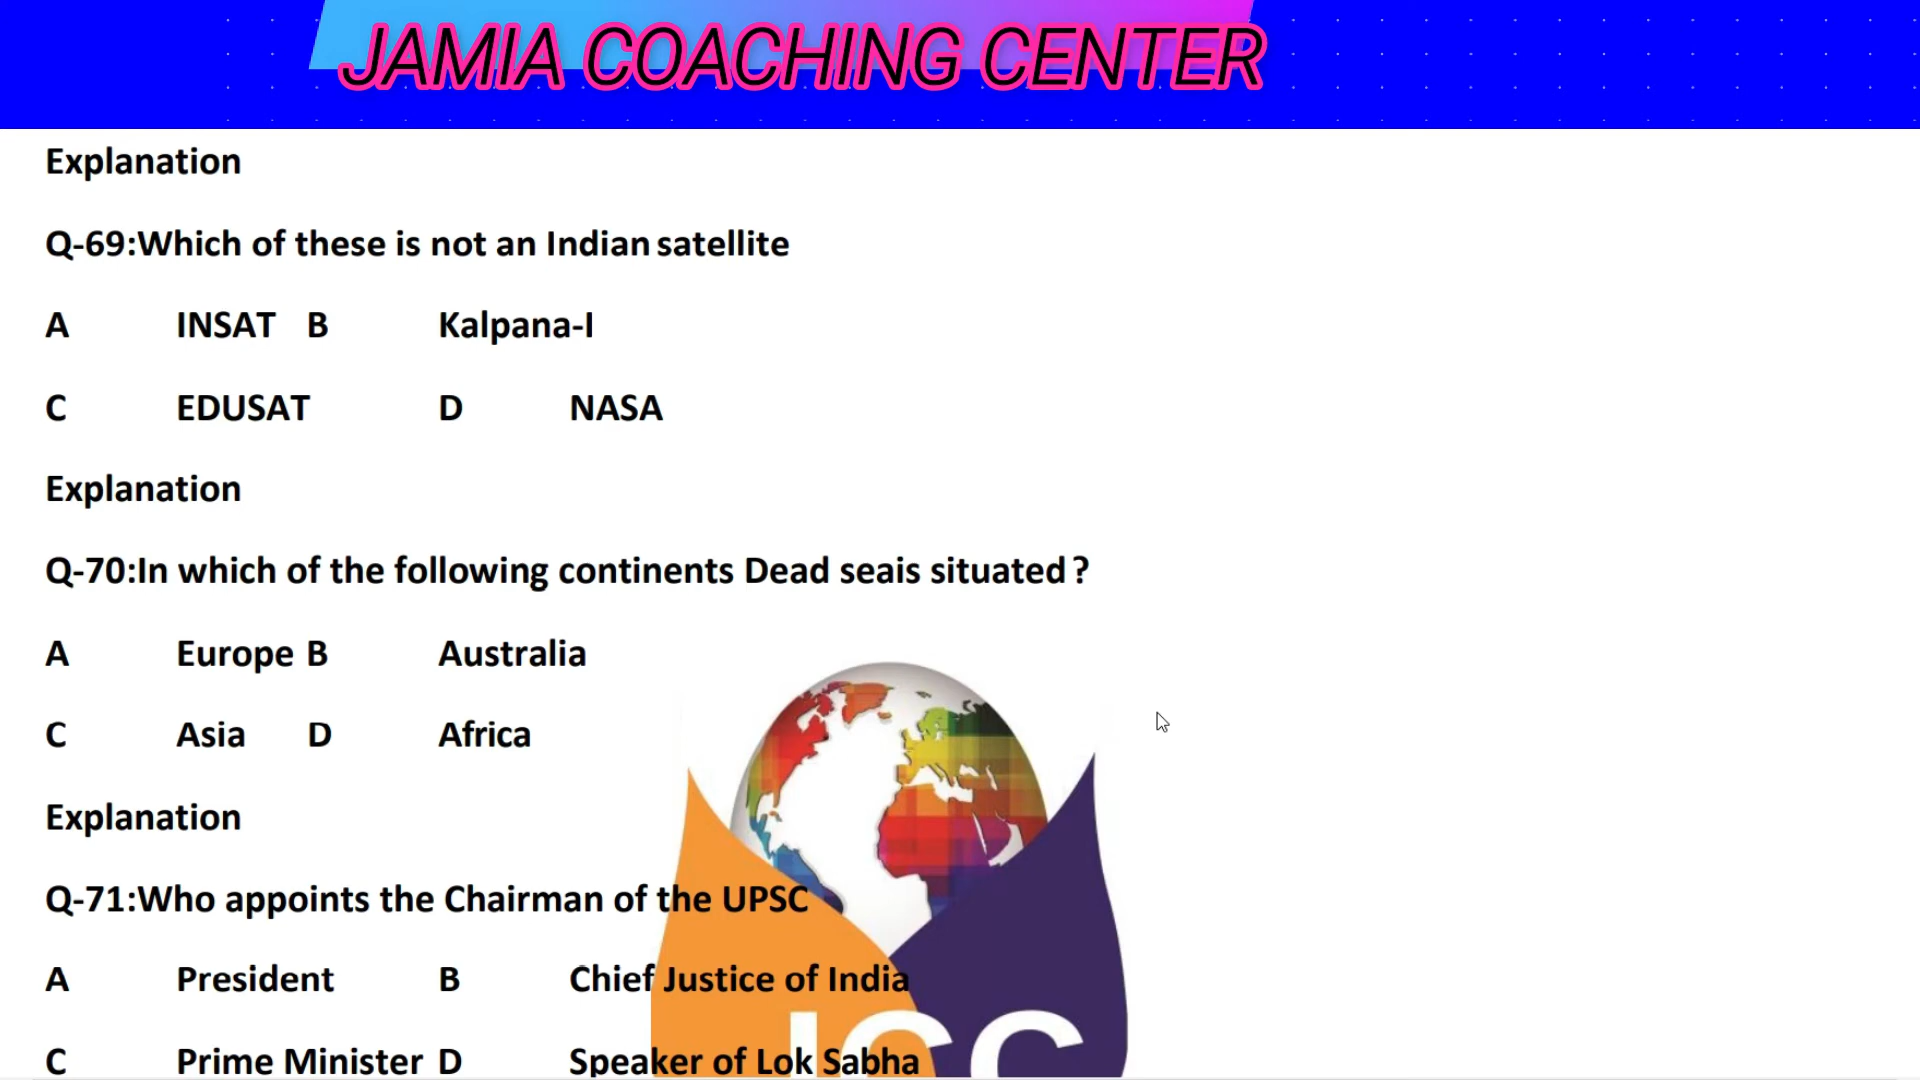 JAMIA COACHING CENTER
Explanation
Q-69:Which of these is not an Indian satellite
A INSAT B Kalpana-I
C EDUSAT D NASA
Explanation
Q-70:In which of the following continents Dead seais situated ?
A Europe B Australia
C Asia D Africa
Explanation
Q-71:Who appoints the Chairman of the UPSC
A President B Chief Justice of India
C Prime Minister D Speaker of Lok Sabha
JCC